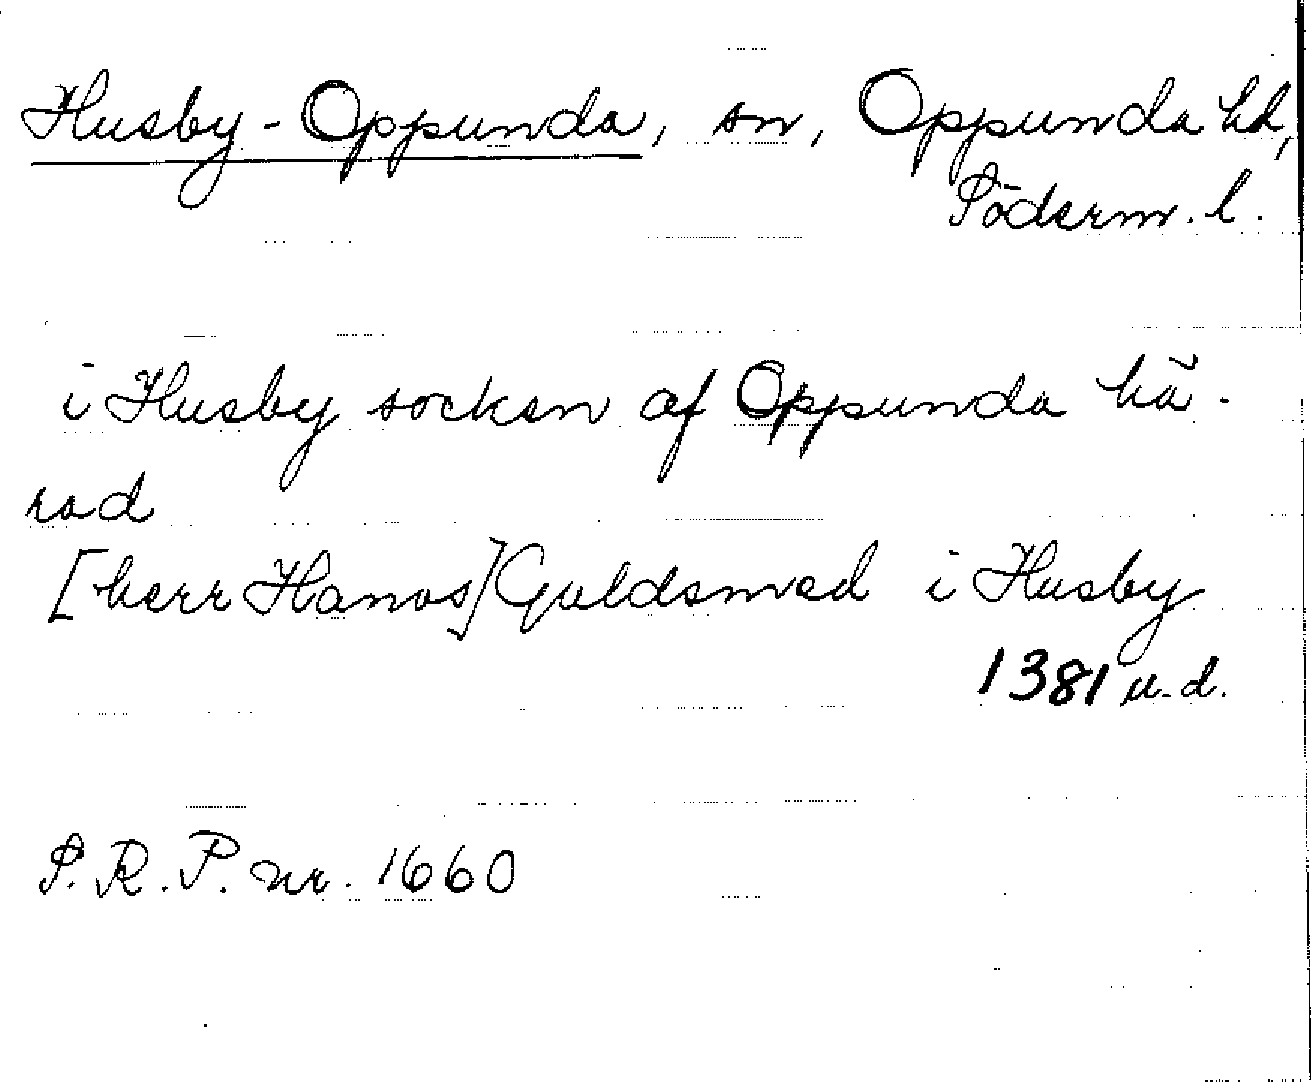 Husby-Oppunda, sn, Oppunda hd,
Söderm. l.
i Husby socken af Oppunda hä-
rad
[herr Hanos] Guldsmed i Husby
1381 u.d.
S.R.P. nr. 1660